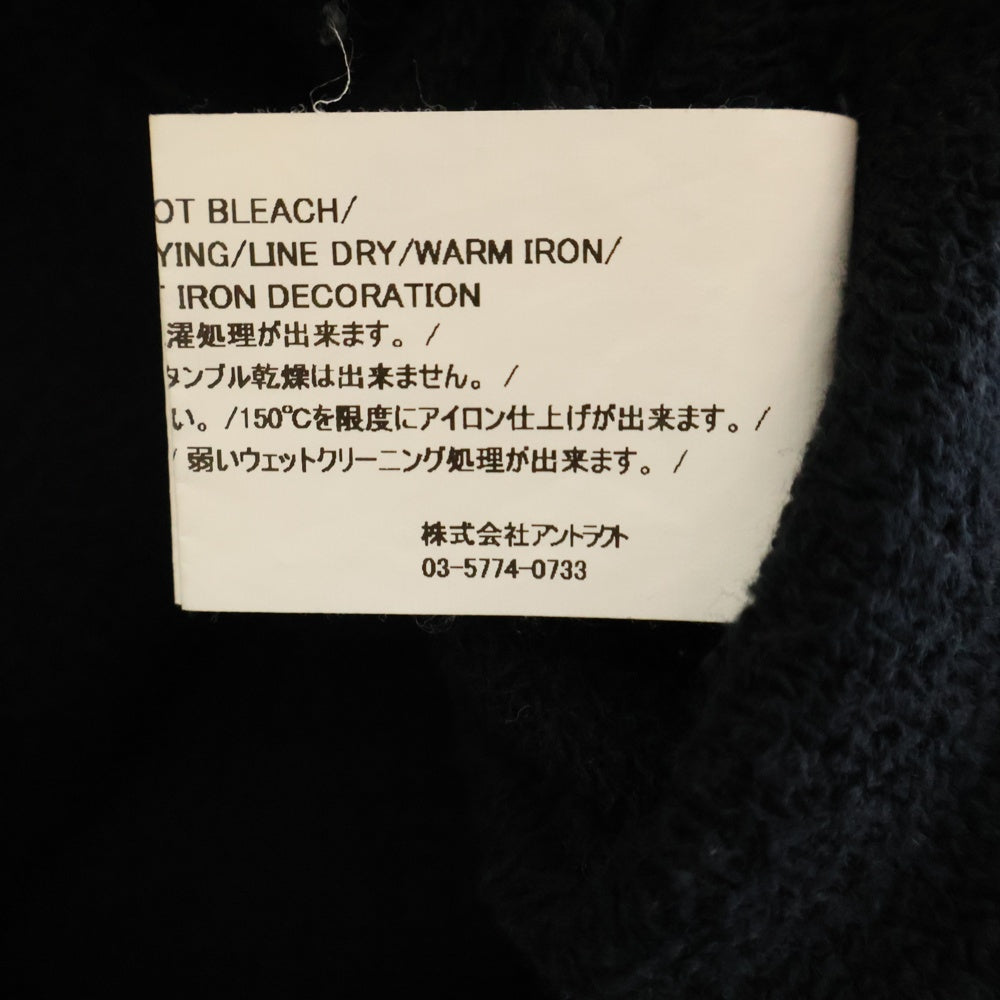 OT BLEACH/
YING/LINE DRY/WARM IRON/
IRON DECORATION
濯処理が出来ます。/
タンブル乾燥は出来ません。/
い。/150℃を限度にアイロン仕上げが出来ます。/
/ 弱いウェットクリーニング処理が出来ます。/
株式会社アントラクト
03-5774-0733